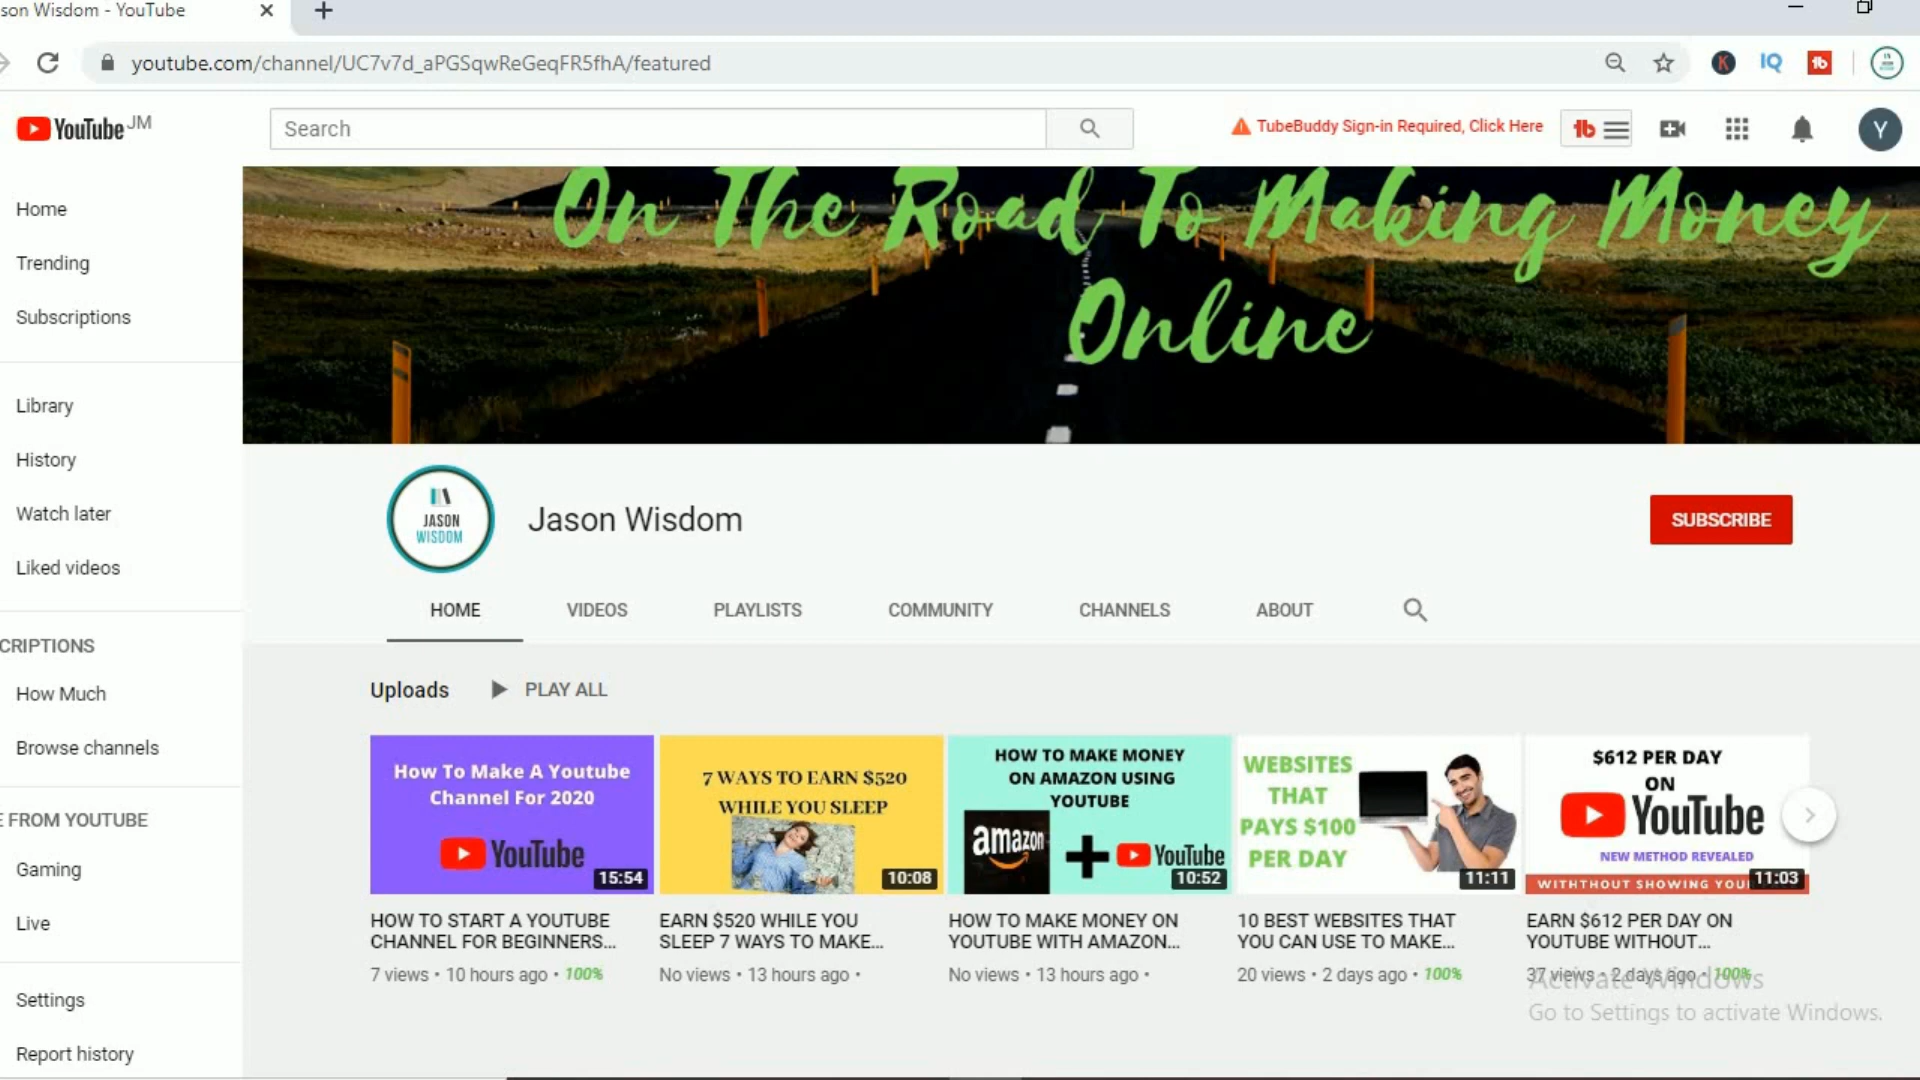 son Wisdom - YouTube
youtube.com/channel/UC7v7d_aPGSqwReGeqFR5fhA/featured
IQ
YouTube JM
Search
TubeBuddy Sign-in Required, Click Here
Y
Home
Trending
Subscriptions
Library
History
Watch later
Liked videos
CRIPTIONS
How Much
Browse channels
E FROM YOUTUBE
Gaming
Live
Settings
Report history
On The Road To Making Money
Online
JASON
WISDOM
Jason Wisdom
SUBSCRIBE
HOME
VIDEOS
PLAYLISTS
COMMUNITY
CHANNELS
ABOUT
Uploads
PLAY ALL
How To Make A Youtube
Channel For 2020
YouTube
15:54
HOW TO START A YOUTUBE
CHANNEL FOR BEGINNERS...
7 views • 10 hours ago • 100%
7 WAYS TO EARN $520
WHILE YOU SLEEP
10:08
EARN $520 WHILE YOU
SLEEP 7 WAYS TO MAKE...
No views • 13 hours ago •
HOW TO MAKE MONEY
ON AMAZON USING
YOUTUBE
amazon
YouTube
10:52
HOW TO MAKE MONEY ON
YOUTUBE WITH AMAZON...
No views • 13 hours ago •
WEBSITES
THAT
PAYS $100
PER DAY
11:11
10 BEST WEBSITES THAT
YOU CAN USE TO MAKE...
20 views • 2 days ago • 100%
$612 PER DAY
ON
YouTube
NEW METHOD REVEALED
WITHTHOUT SHOWING YOU
11:03
EARN $612 PER DAY ON
YOUTUBE WITHOUT...
37 views • 2 days ago • 100%
Activate Windows
Go to Settings to activate Windows.